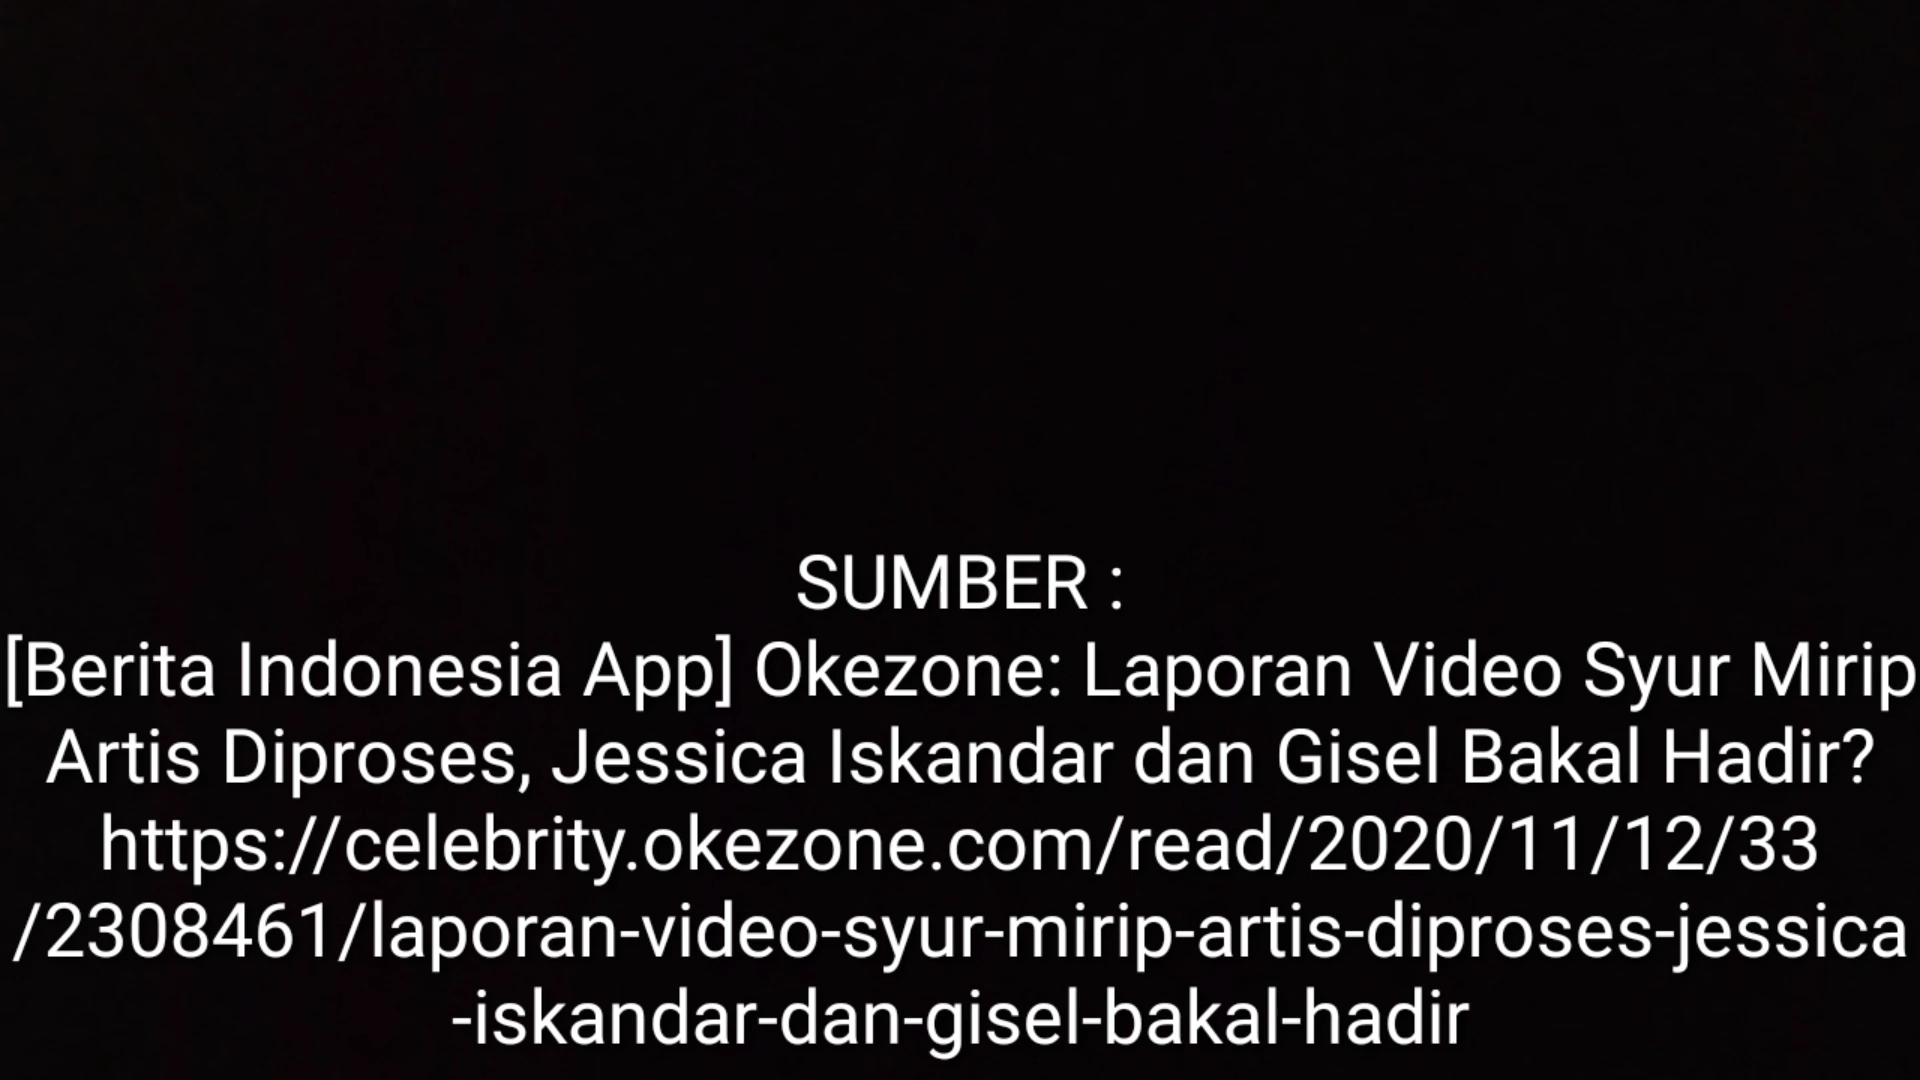 SUMBER :
[Berita Indonesia App] Okezone: Laporan Video Syur Mirip
Artis Diproses, Jessica Iskandar dan Gisel Bakal Hadir?
https://celebrity.okezone.com/read/2020/11/12/33
/2308461/laporan-video-syur-mirip-artis-diproses-jessica
-iskandar-dan-gisel-bakal-hadir